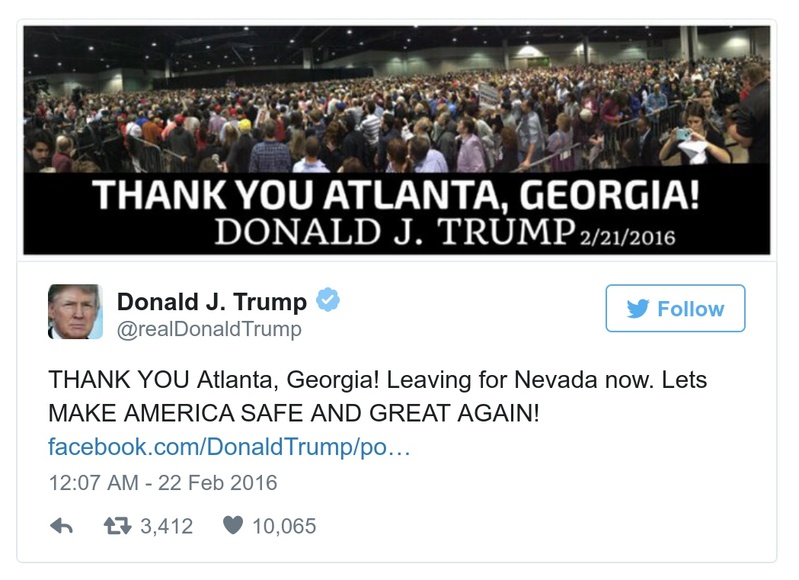 THANK YOU ATLANTA, GEORGIA!
DONALD J. TRUMP 2/21/2016
Donald J. Trump
@realDonaldTrump
Follow
THANK YOU Atlanta, Georgia! Leaving for Nevada now. Lets
MAKE AMERICA SAFE AND GREAT AGAIN!
facebook.com/DonaldTrump/po…
12:07 AM - 22 Feb 2016
3,412 10,065